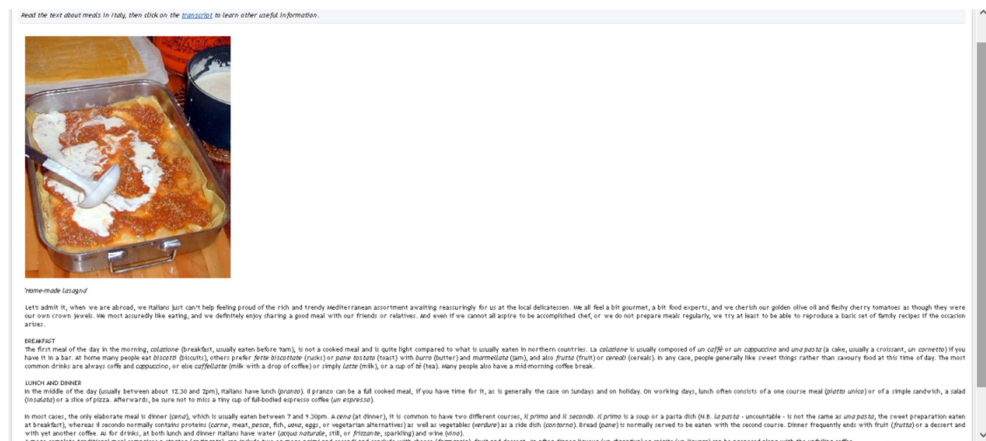 Read the text about meals in Italy, then click on the transcript to learn other useful information.
'Home-made lasagna'
Let's admit it, when we are abroad, we Italians just can't help feeling proud of the rich and trendy Mediterranean assortment awaiting reassuringly for us at the local delicatessen. We all feel a bit gourmet, a bit food experts, and we cherish our golden olive oil and fleshy cherry tomatoes as though they were
our own crown jewels. We most assuredly like eating, and we definitely enjoy sharing a good meal with our friends or relatives. And even if we cannot all aspire to be accomplished chef, or we do not prepare meals regularly, we try at least to be able to reproduce a basic set of family recipes if the occasion
arises.
BREAKFAST
The first meal of the day in the morning, colazione (breakfast, usually eaten before 9am), is not a cooked meal and is quite light compared to what is usually eaten in northern countries. La colazione is usually composed of un caffè or un cappuccino and una pasta (a cake, usually a croissant, un cornetto) if you
have it in a bar. At home many people eat biscotti (biscuits), others prefer fette biscottate (rusks) or pane tostato (toast) with burro (butter) and marmellata (jam), and also frutta (fruit) or cereali (cereals). In any case, people generally like sweet things rather than savoury food at this time of day. The most
common drinks are always caffè and cappuccino, or else caffellatte (milk with a drop of coffee) or simply latte (milk), or a cup of tè (tea). Many people also have a mid-morning coffee break.
LUNCH AND DINNER
In the middle of the day (usually between about 12.30 and 2pm), Italians have lunch (pranzo). Il pranzo can be a full cooked meal, if you have time for it, as is generally the case on Sundays and on holiday. On working days, lunch often consists of a one course meal (piatto unico) or of a simple sandwich, a salad
(insalata) or a slice of pizza. Afterwards, be sure not to miss a tiny cup of full-bodied espresso coffee (un espresso).
In most cases, the only elaborate meal is dinner (cena), which is usually eaten between 7 and 9.30pm. A cena (at dinner), it is common to have two different courses, il primo and il secondo. Il primo is a soup or a pasta dish (N.B. la pasta - uncountable - is not the same as una pasta, the sweet preparation eaten
at breakfast), whereas il secondo normally contains proteins (carne, meat, pesce, fish, uova, eggs, or vegetarian alternatives) as well as vegetables (verdure) as a side dish (contorno). Bread (pane) is normally served to be eaten with the second course. Dinner frequently ends with fruit (frutta) or a dessert and
with yet another coffee. As for drinks, at both lunch and dinner Italians have water (acqua naturale, still, or frizzante, sparkling) and wine (vino).